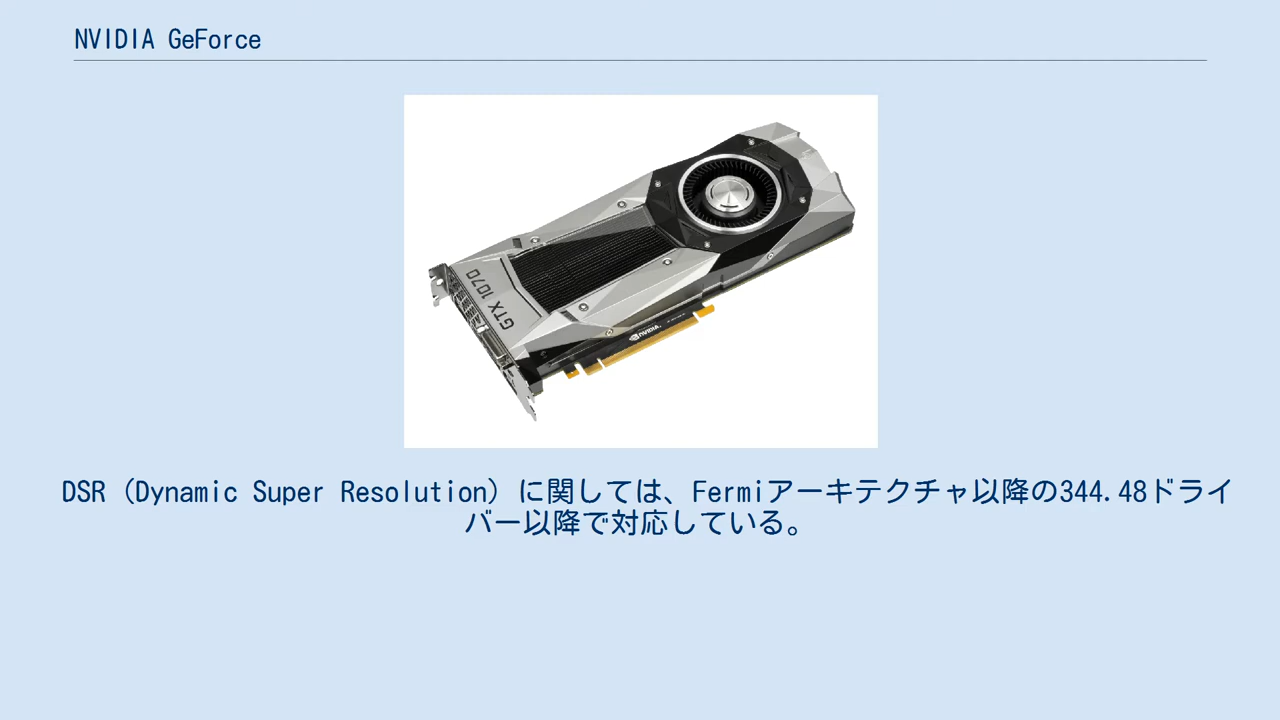 NVIDIA GeForce
GTX 1070
NVIDIA.
DSR（Dynamic Super Resolution）に関しては、Fermiアーキテクチャ以降の344.48ドライ
バー以降で対応している。